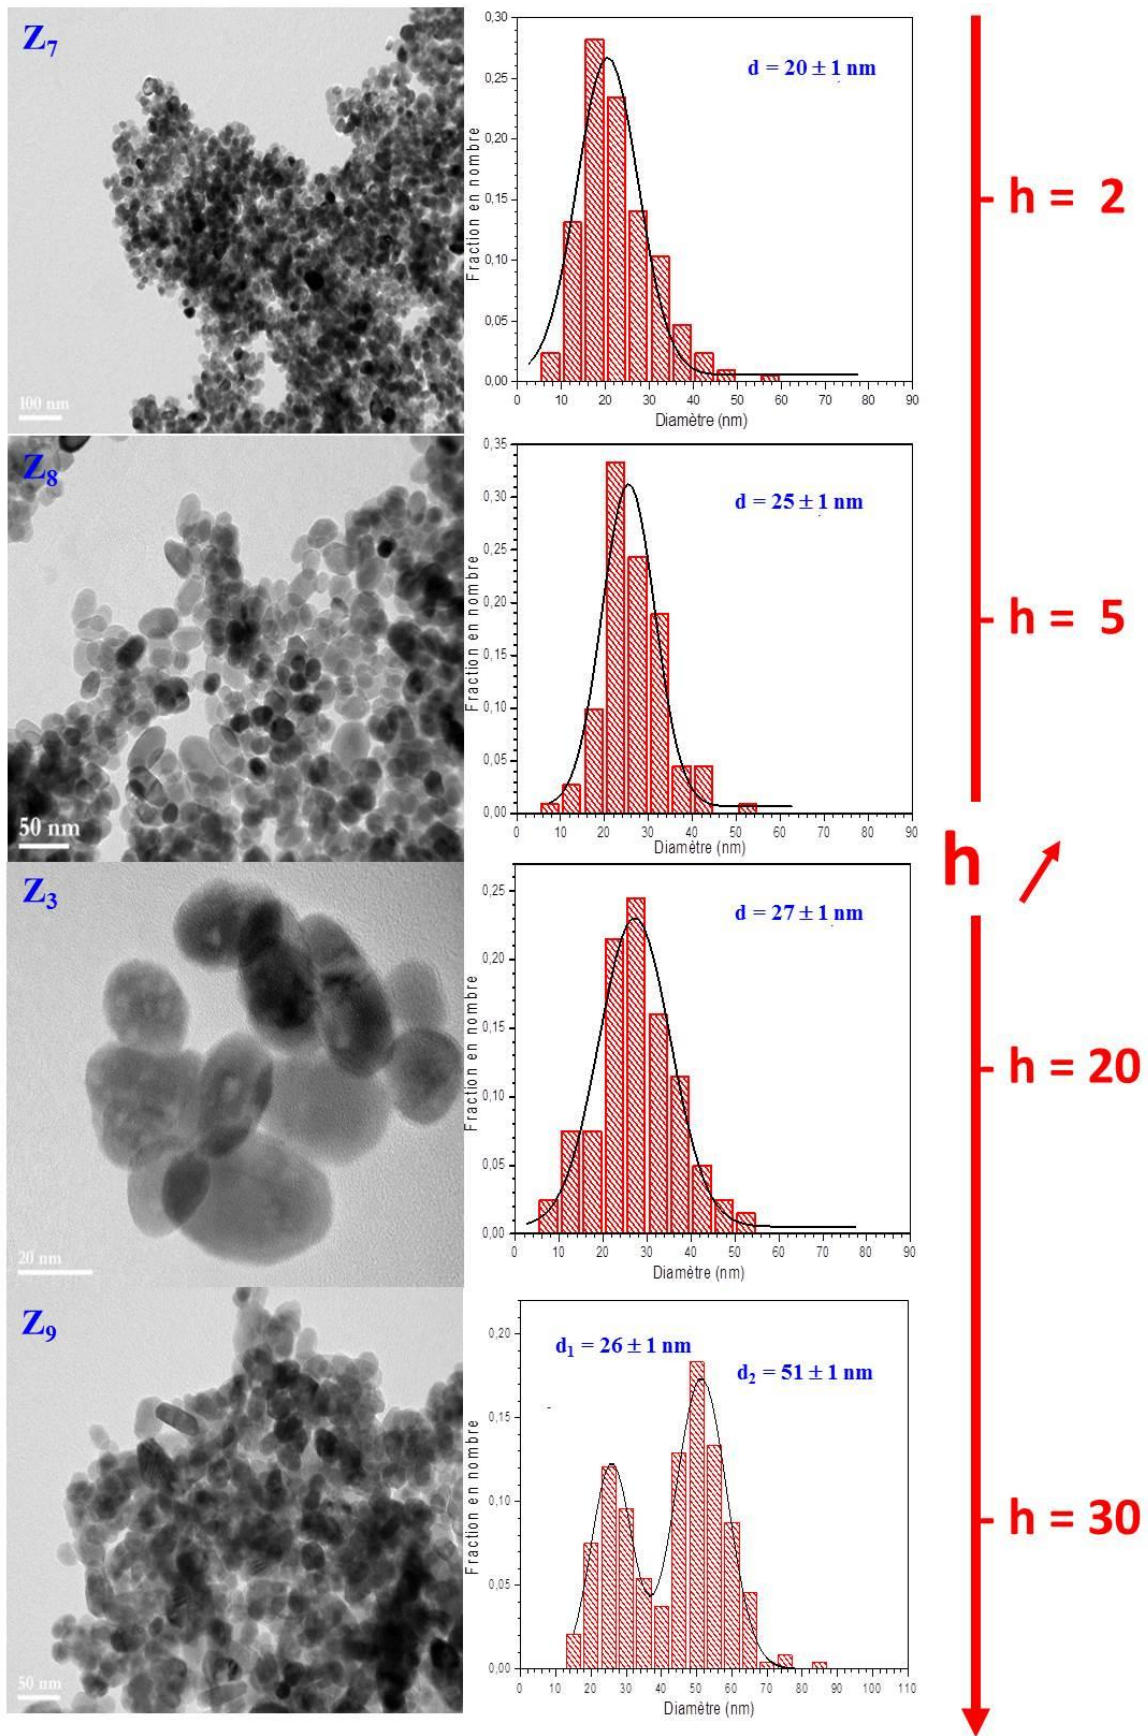 Z7
100 nm
Fraction en nombre
0,30
0,25
0,20
0,15
0,10
0,05
0,00
d = 20 ± 1 nm
0 10 20 30 40 50 60 70 80 90
Diamètre (nm)
h = 2
Z8
50 nm
Fraction en nombre
0,35
0,30
0,25
0,20
0,15
0,10
0,05
0,00
d = 25 ± 1 nm
0 10 20 30 40 50 60 70 80 90
Diamètre (nm)
h = 5
h
Z3
20 nm
Fraction en nombre
0,25
0,20
0,15
0,10
0,05
0,00
d = 27 ± 1 nm
0 10 20 30 40 50 60 70 80 90
Diamètre (nm)
h = 20
Z9
50 nm
Fraction en nombre
0,20
0,15
0,10
0,05
0,00
d1 = 26 ± 1 nm
d2 = 51 ± 1 nm
0 10 20 30 40 50 60 70 80 90 100 110
Diamètre (nm)
h = 30